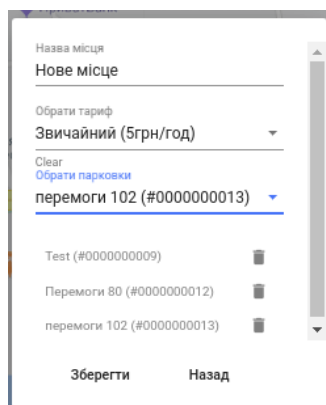 Назва місця
Нове місце
Обрати тариф
Звичайний (5грн/год)
Clear
Обрати парковки
перемоги 102 (#0000000013)
Test (#0000000009)
Перемоги 80 (#0000000012)
перемоги 102 (#0000000013)
Зберегти Назад